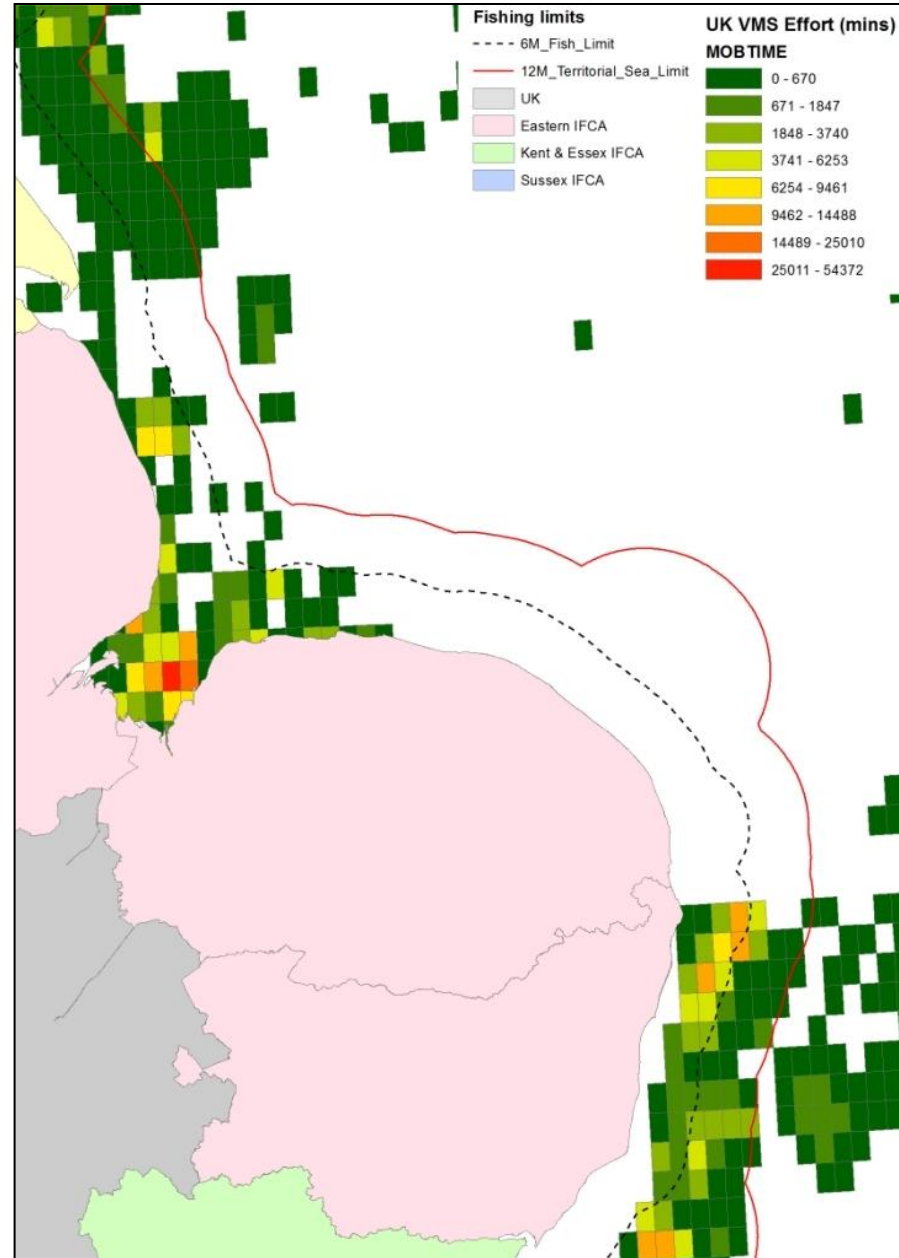 Fishing limits
6M_Fish_Limit
12M_Territorial_Sea_Limit
UK
Eastern IFCA
Kent & Essex IFCA
Sussex IFCA
UK VMS Effort (mins)
MOBTIME
0 - 670
671 - 1847
1848 - 3740
3741 - 6253
6254 - 9461
9462 - 14488
14489 - 25010
25011 - 54372